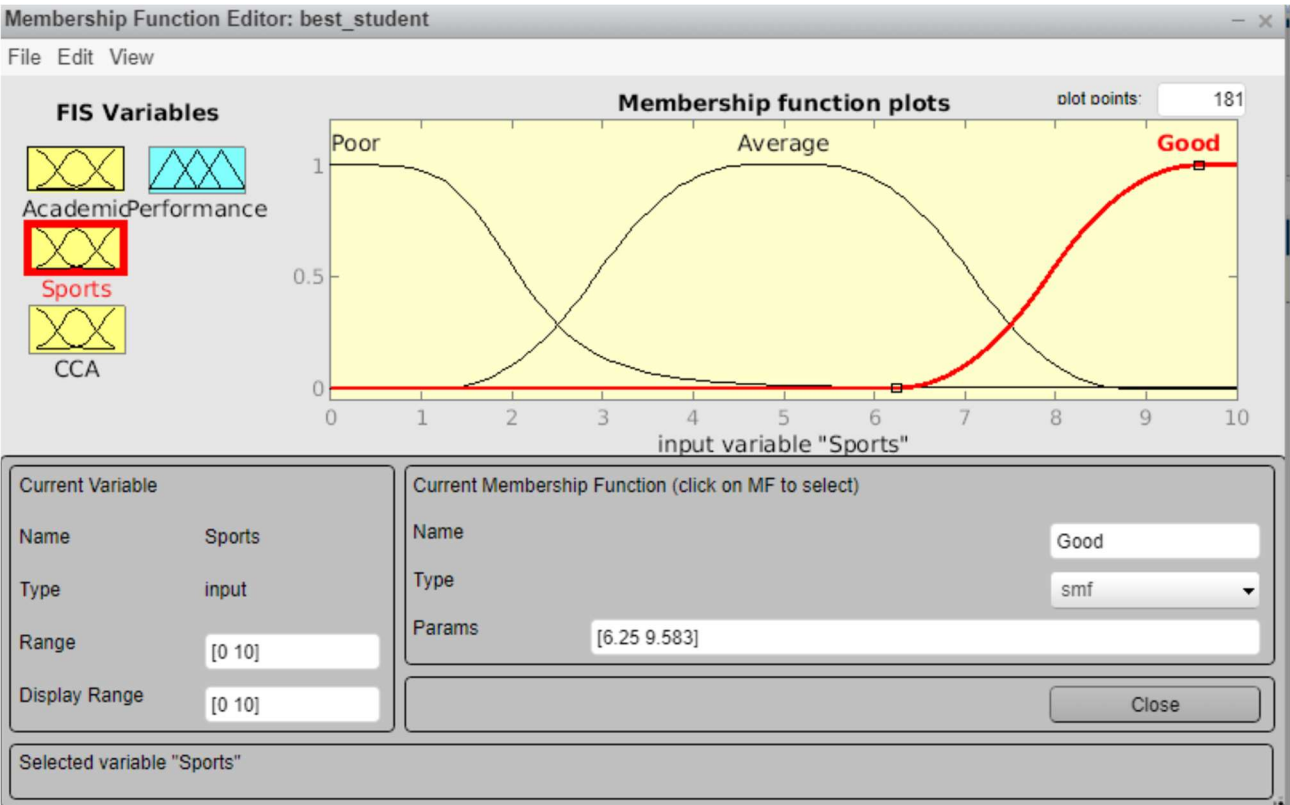 Membership Function Editor: best_student
File Edit View
FIS Variables
Academic
Performance
Sports
CCA
Membership function plots
plot points:
181
Poor
Average
Good
1
0.5
0
0 1 2 3 4 5 6 7 8 9 10
input variable "Sports"
Current Variable
Name Sports
Type input
Range [0 10]
Display Range [0 10]
Current Membership Function (click on MF to select)
Name Good
Type smf
Params [6.25 9.583]
Close
Selected variable "Sports"